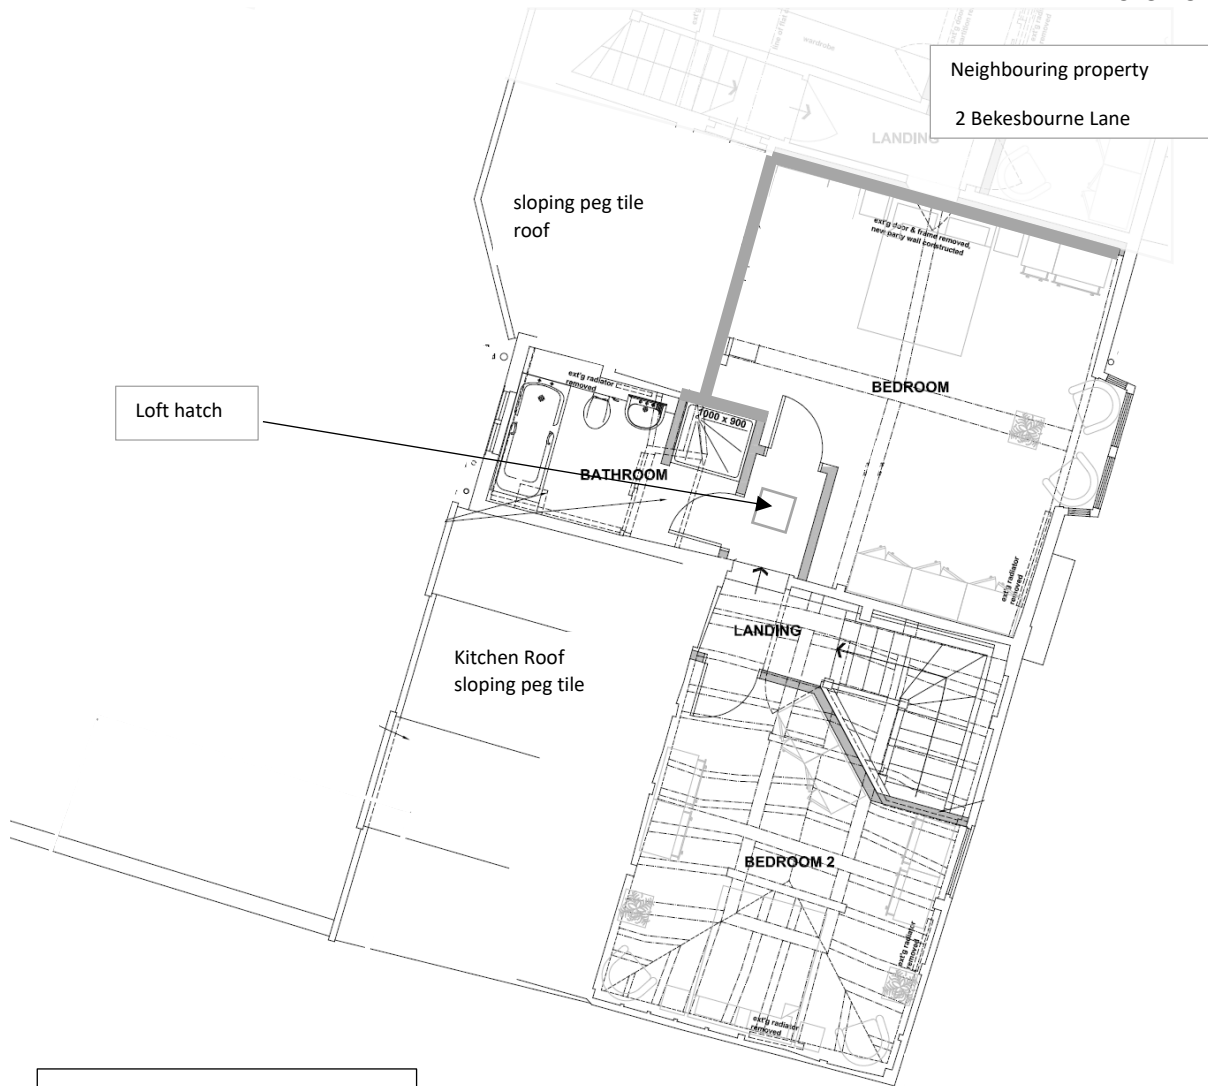 wardrobe
Neighbouring property
2 Bekesbourne Lane
LANDING
sloping peg tile
roof
ext'g door & frame removed,
new party wall constructed
ext'g radiator
removed
BEDROOM
Loft hatch
1000 x 900
BATHROOM
ext'g radiator
removed
LANDING
Kitchen Roof
sloping peg tile
BEDROOM 2
ext'g radiator
removed
ext'g radiator
removed